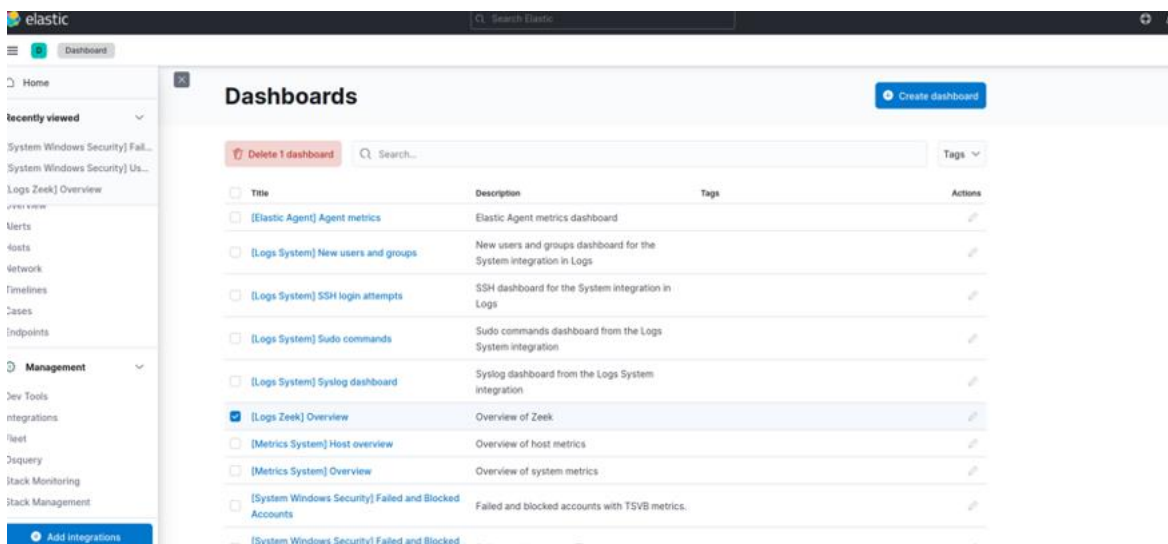 elastic
Search Elastic
D
Dashboard
Home
Recently viewed
[System Windows Security] Fail...
[System Windows Security] Us...
[Logs Zeek] Overview
Overview
Alerts
Hosts
Network
Timelines
Cases
Endpoints
Management
Dev Tools
Integrations
Fleet
Osquery
Stack Monitoring
Stack Management
Add integrations
Dashboards
Create dashboard
Delete 1 dashboard
Search...
Tags
Title Description Tags Actions
[Elastic Agent] Agent metrics Elastic Agent metrics dashboard
[Logs System] New users and groups New users and groups dashboard for the
System integration in Logs
[Logs System] SSH login attempts SSH dashboard for the System integration in
Logs
[Logs System] Sudo commands Sudo commands dashboard from the Logs
System integration
[Logs System] Syslog dashboard Syslog dashboard from the Logs System
integration
[Logs Zeek] Overview Overview of Zeek
[Metrics System] Host overview Overview of host metrics
[Metrics System] Overview Overview of system metrics
[System Windows Security] Failed and Blocked
Accounts Failed and blocked accounts with TSVB metrics.
[System Windows Security] Failed and Blocked